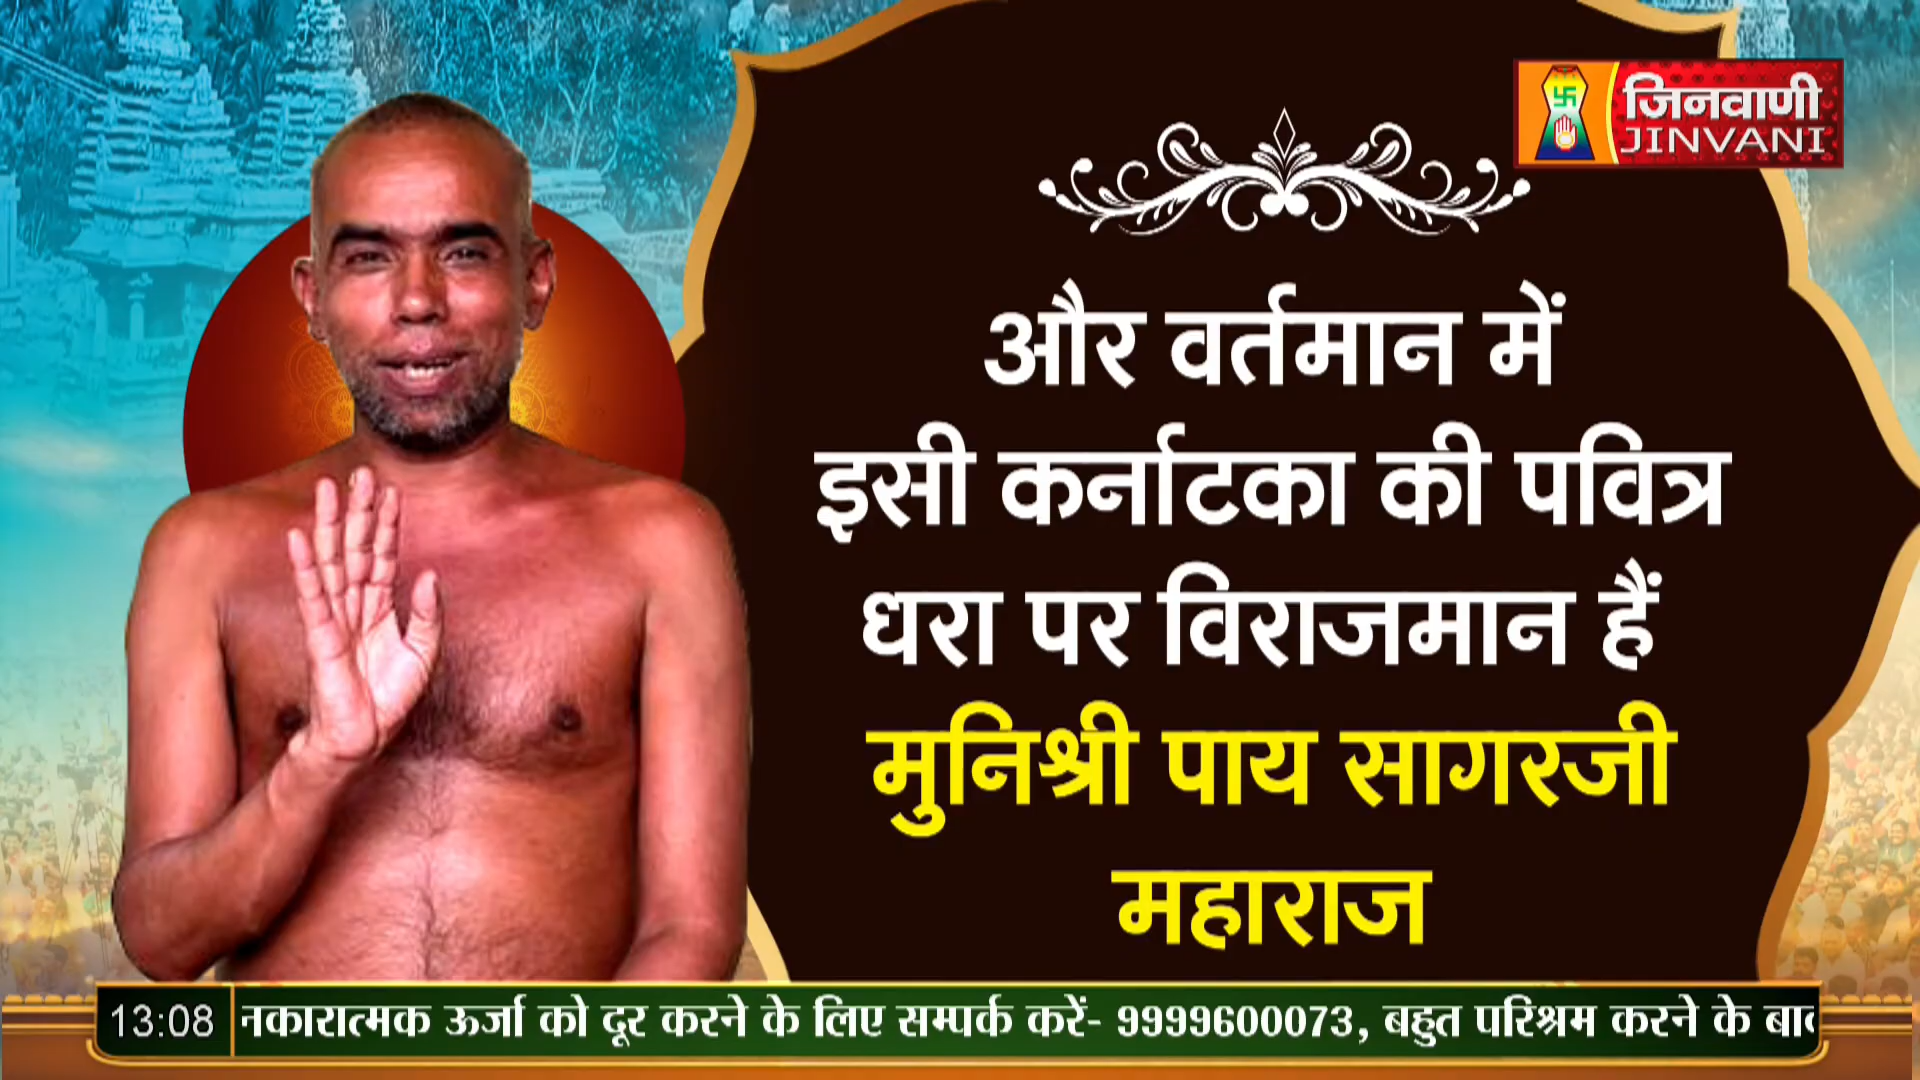 जिनवाणी
JINVANI
और वर्तमान में
इसी कर्नाटका की पवित्र
धरा पर विराजमान हैं
मुनिश्री पाय सागरजी
महाराज
13:08
नकारात्मक ऊर्जा को दूर करने के लिए सम्पर्क करें- 9999600073, बहुत परिश्रम करने के